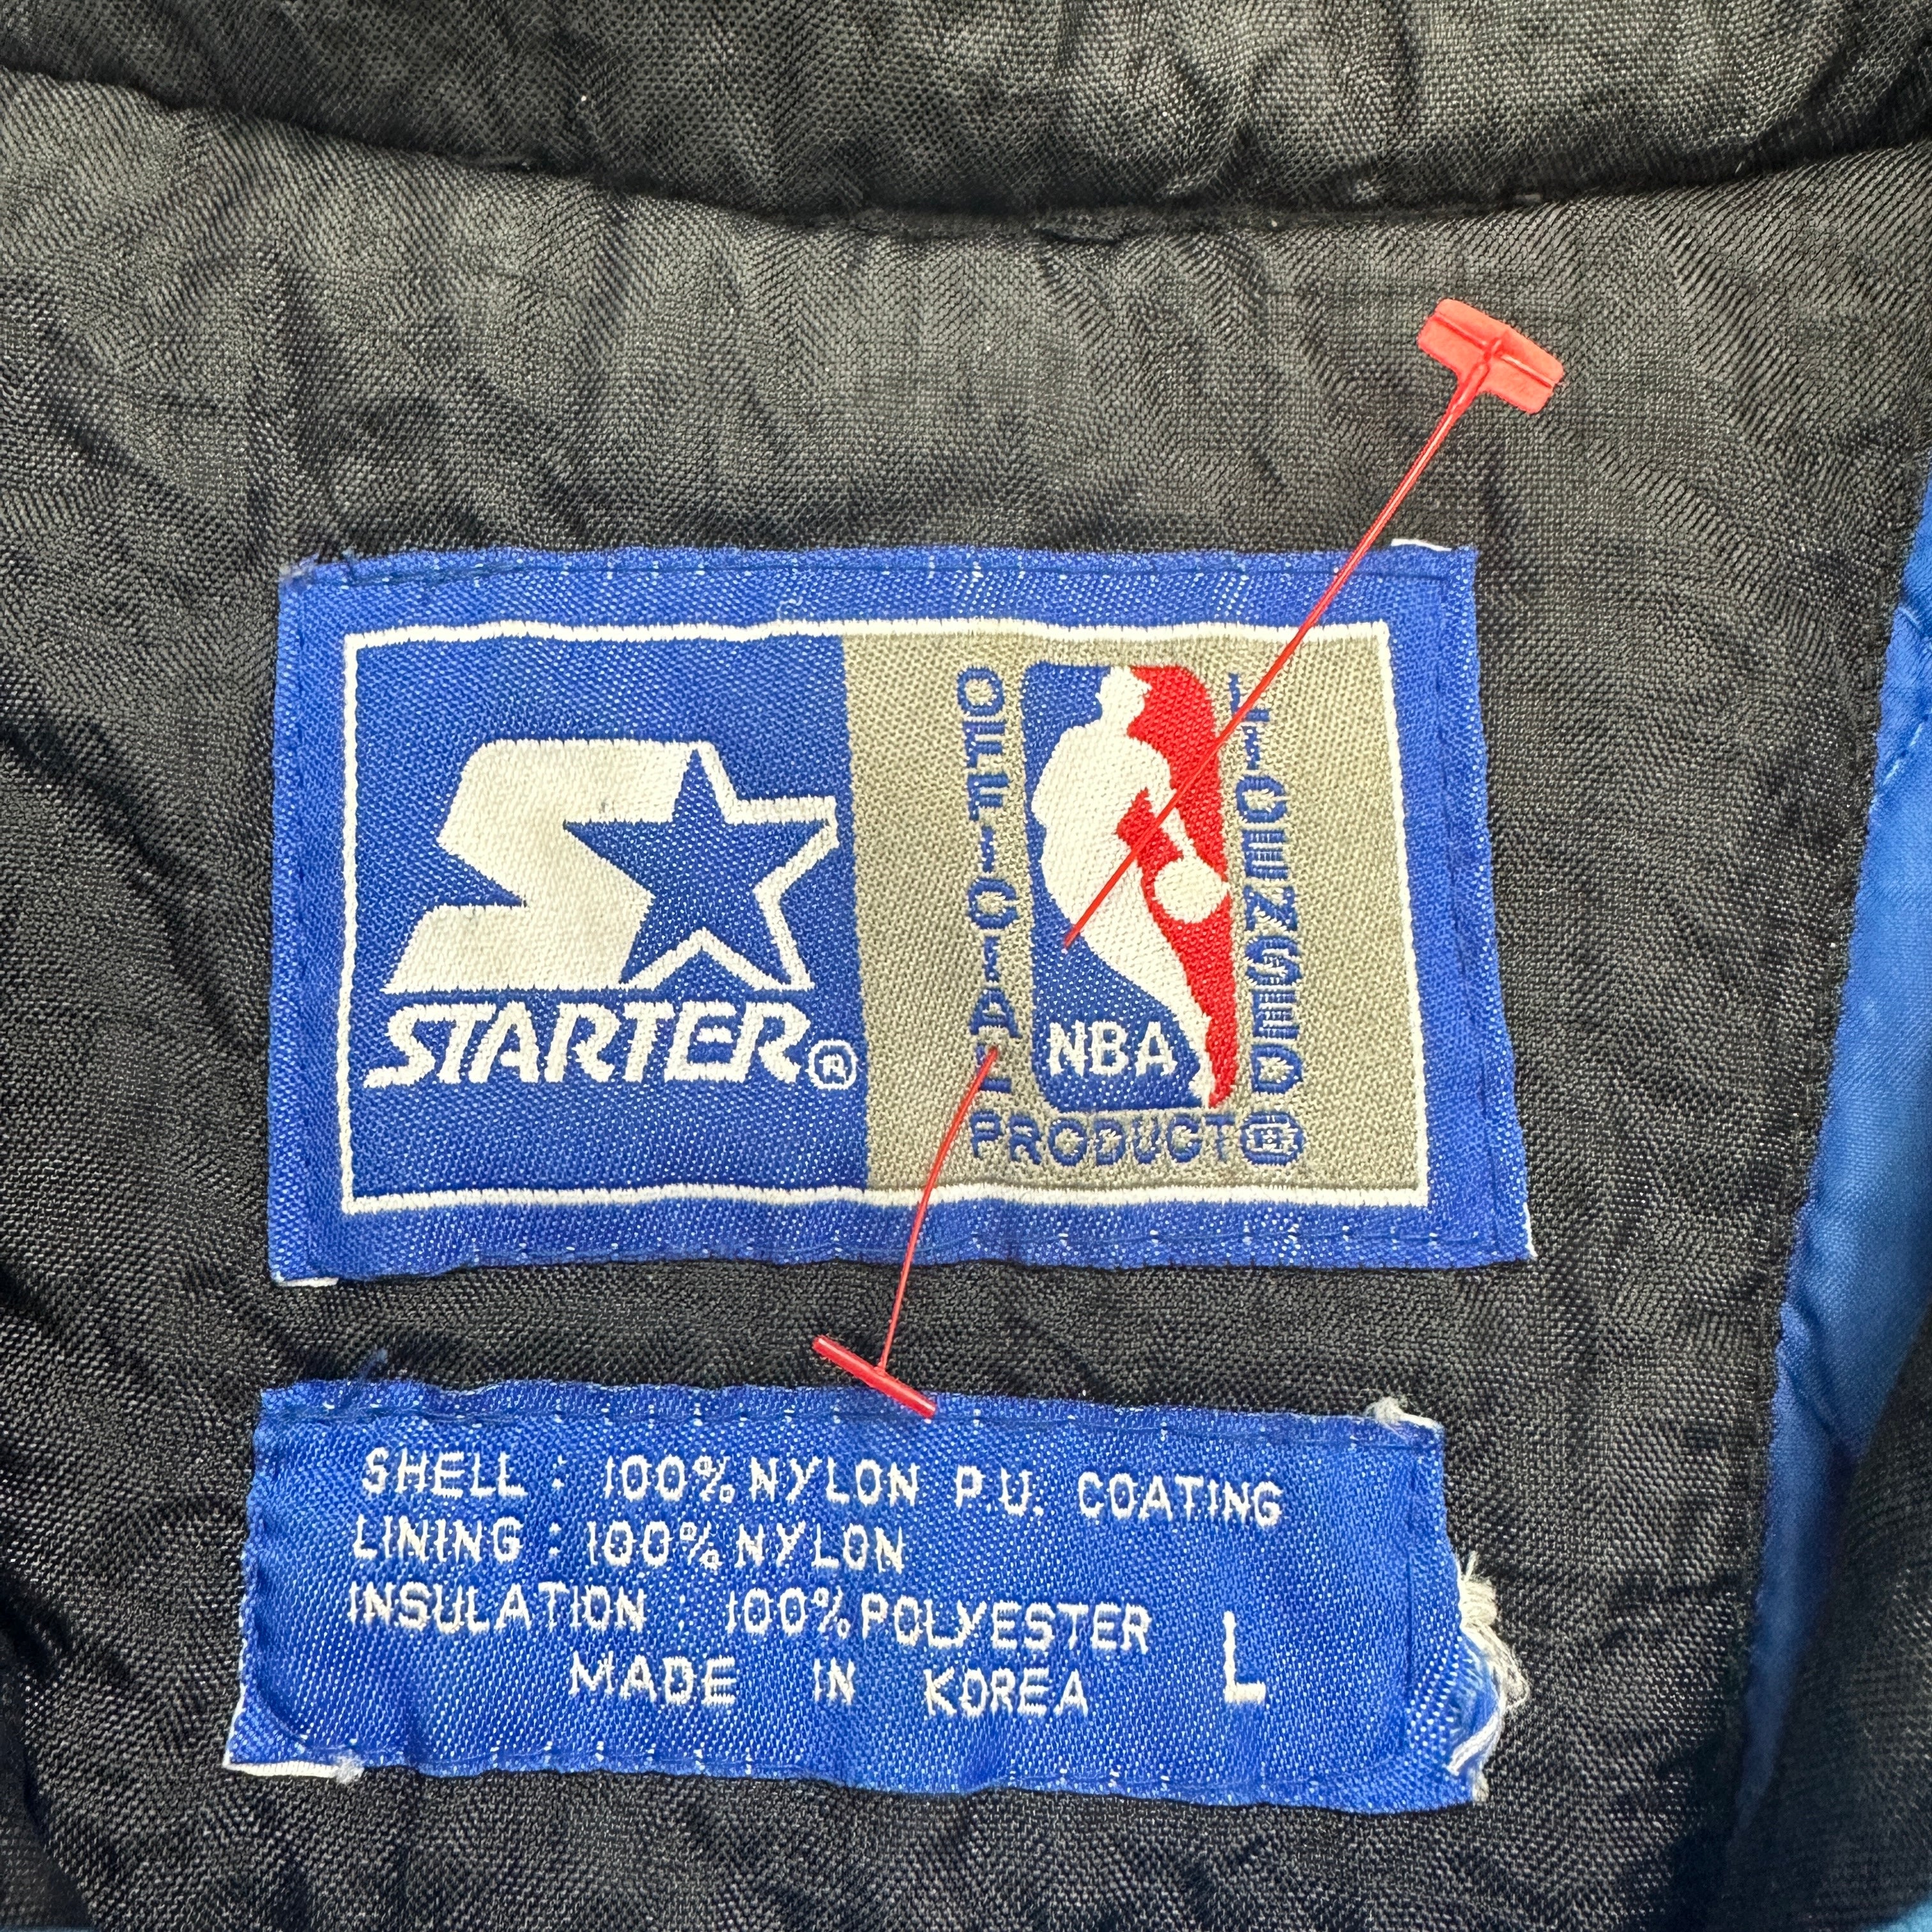 STARTER®
OFFICIAL
NBA
LICENSED
PRODUCT®
SHELL : 100% NYLON P.U. COATING
LINING : 100% NYLON
INSULATION : 100% POLYESTER
MADE IN KOREA L